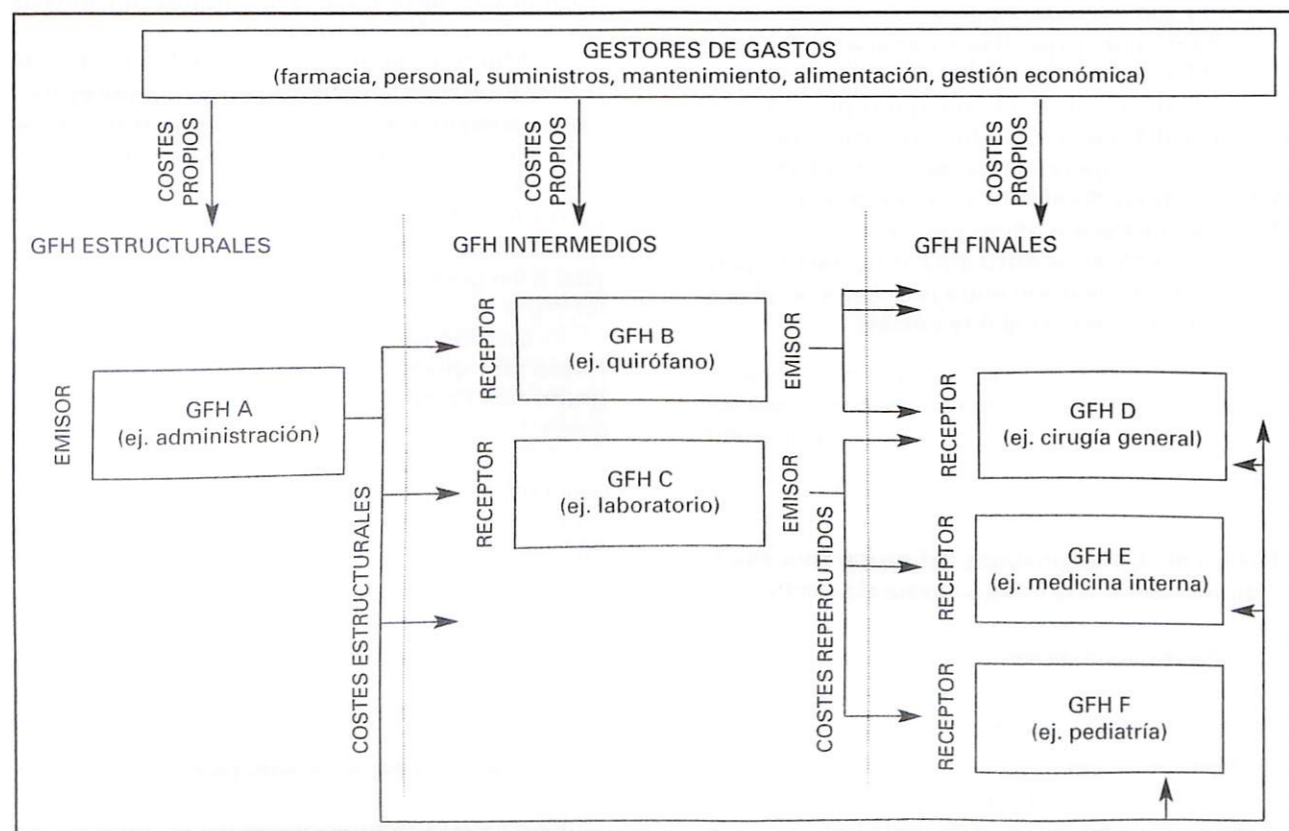 GESTORES DE GASTOS
(farmacia, personal, suministros, mantenimiento, alimentación, gestión económica)
COSTES
PROPIOS
COSTES
PROPIOS
COSTES
PROPIOS
GFH ESTRUCTURALES
GFH INTERMEDIOS
GFH FINALES
EMISOR
GFH A
(ej. administración)
COSTES ESTRUCTURALES
RECEPTOR
GFH B
(ej. quirófano)
EMISOR
RECEPTOR
GFH C
(ej. laboratorio)
EMISOR
COSTES REPERCUTIDOS
RECEPTOR
GFH D
(ej. cirugía general)
RECEPTOR
GFH E
(ej. medicina interna)
RECEPTOR
GFH F
(ej. pediatría)